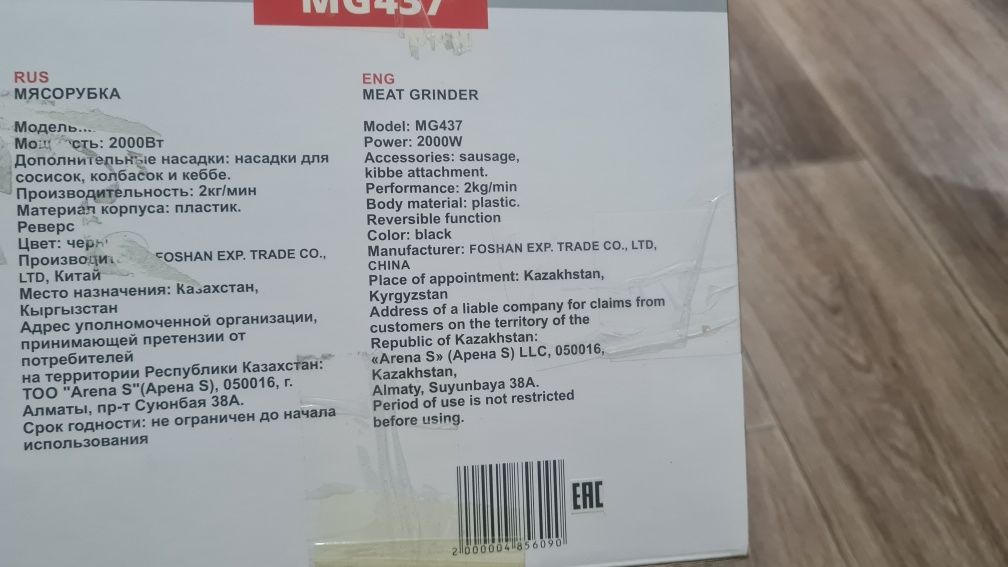 MG437
RUS
МЯСОРУБКА
Модель...
2000Вт
Дополнительные насадки: насадки для
сосисок, колбасок и кеббе.
Производительность: 2кг/мин
Материал корпуса: пластик.
Реверс
Цвет:
FOSHAN EXP. TRADE CO.,
LTD, Китай
Место назначения: Казахстан,
Кыргызстан
Адрес уполномоченной организации,
принимающей претензии от
потребителей
на территории Республики Казахстан:
ТОО "Arena S"(Арена S), 050016, г.
Алматы, пр-т Суюнбая 38А.
Срок годности: не ограничен до начала
использования
ENG
MEAT GRINDER
Model: MG437
Power: 2000W
Accessories: sausage,
kibbe attachment.
Performance: 2kg/min
Body material: plastic.
Reversible function
Color: black
Manufacturer: FOSHAN EXP. TRADE CO., LTD,
CHINA
Place of appointment: Kazakhstan,
Kyrgyzstan
Address of a liable company for claims from
customers on the territory of the
Republic of Kazakhstan:
«Arena S» (Арена S) LLC, 050016,
Kazakhstan,
Almaty, Suyunbaya 38A.
Period of use is not restricted
before using.
2 000004 856090
EAC